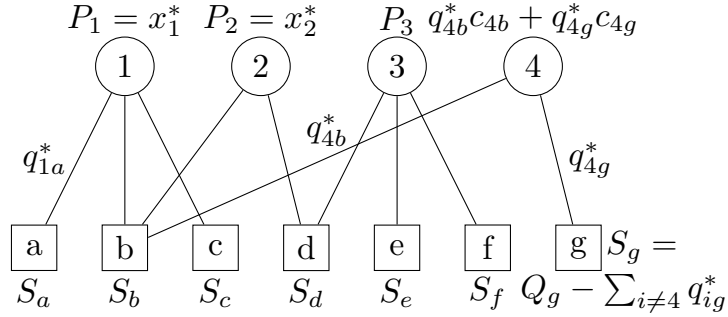 $P_1 = x_1^*$ $P_2 = x_2^*$ $P_3$ $q_{4b}^* c_{4b} + q_{4g}^* c_{4g}$
1 2 3 4
$q_{1a}^*$ $q_{4b}^*$ $q_{4g}^*$
a b c d e f g $S_g =$
$S_a$ $S_b$ $S_c$ $S_d$ $S_e$ $S_f$ $Q_g - \sum_{i \neq 4} q_{ig}^*$